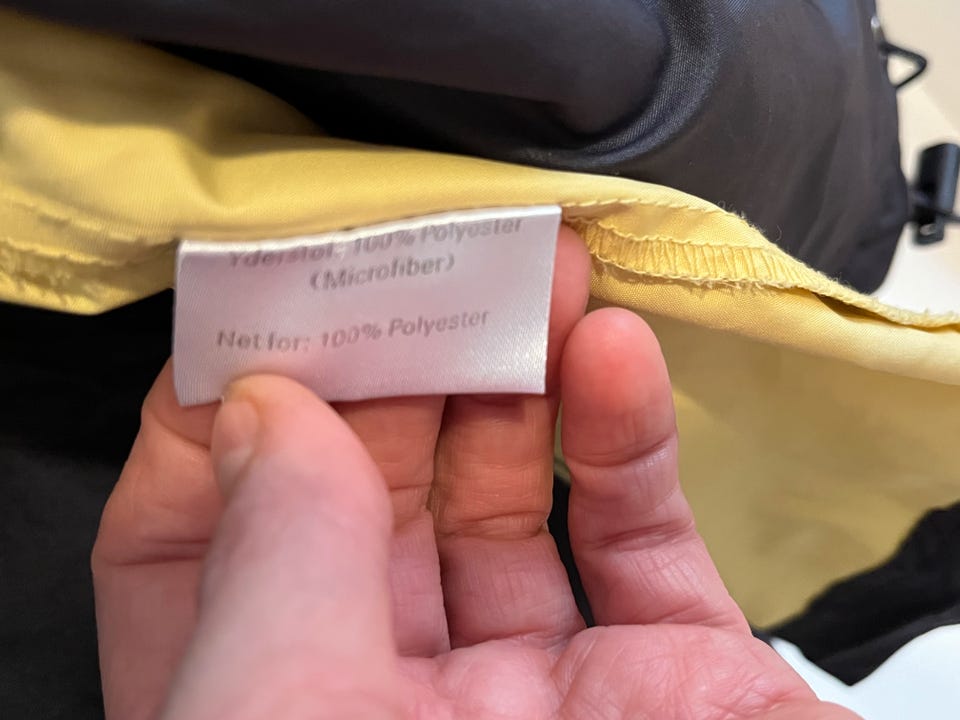 Yderstof: 100% Polyester
(Microfiber)
Net for: 100% Polyester